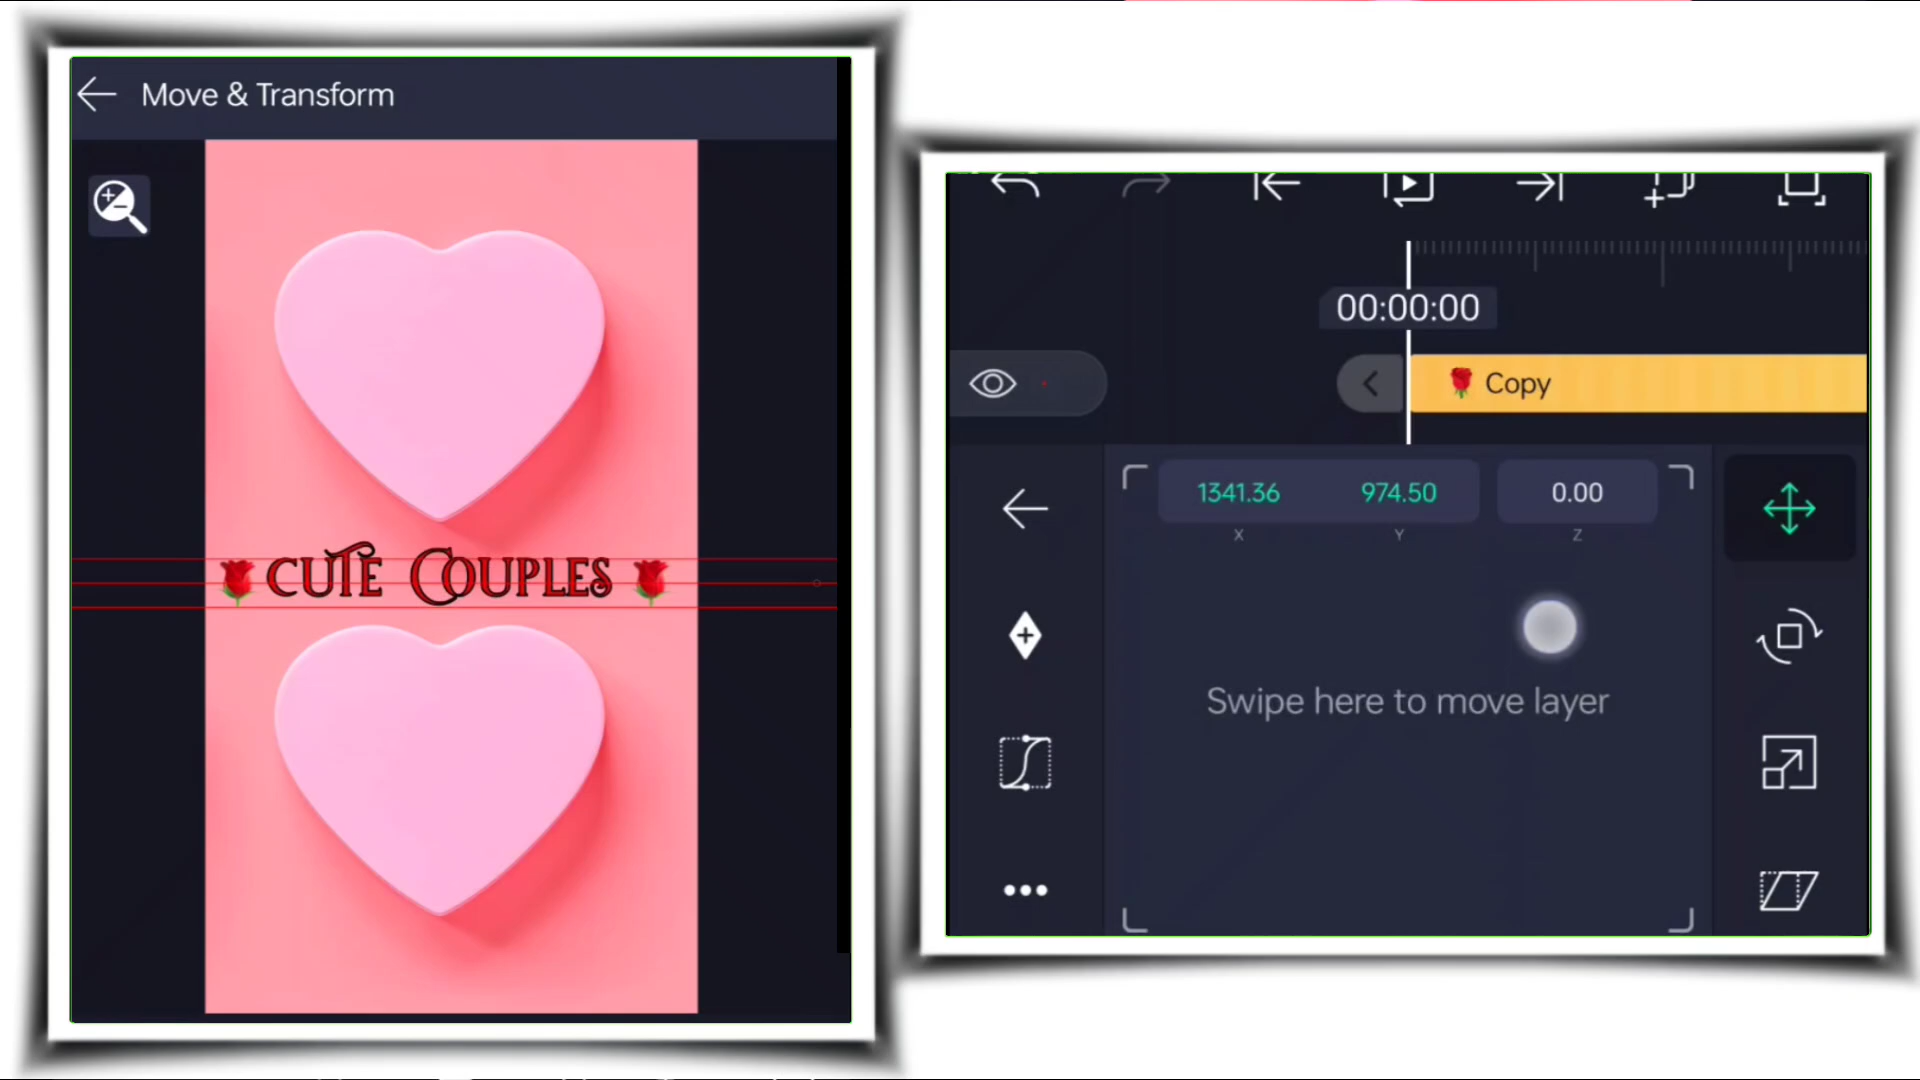 Move & Transform
🌹CUTE COUPLES🌹
00:00:00
🌹 Copy
1341.36 974.50 0.00
X Y Z
Swipe here to move layer